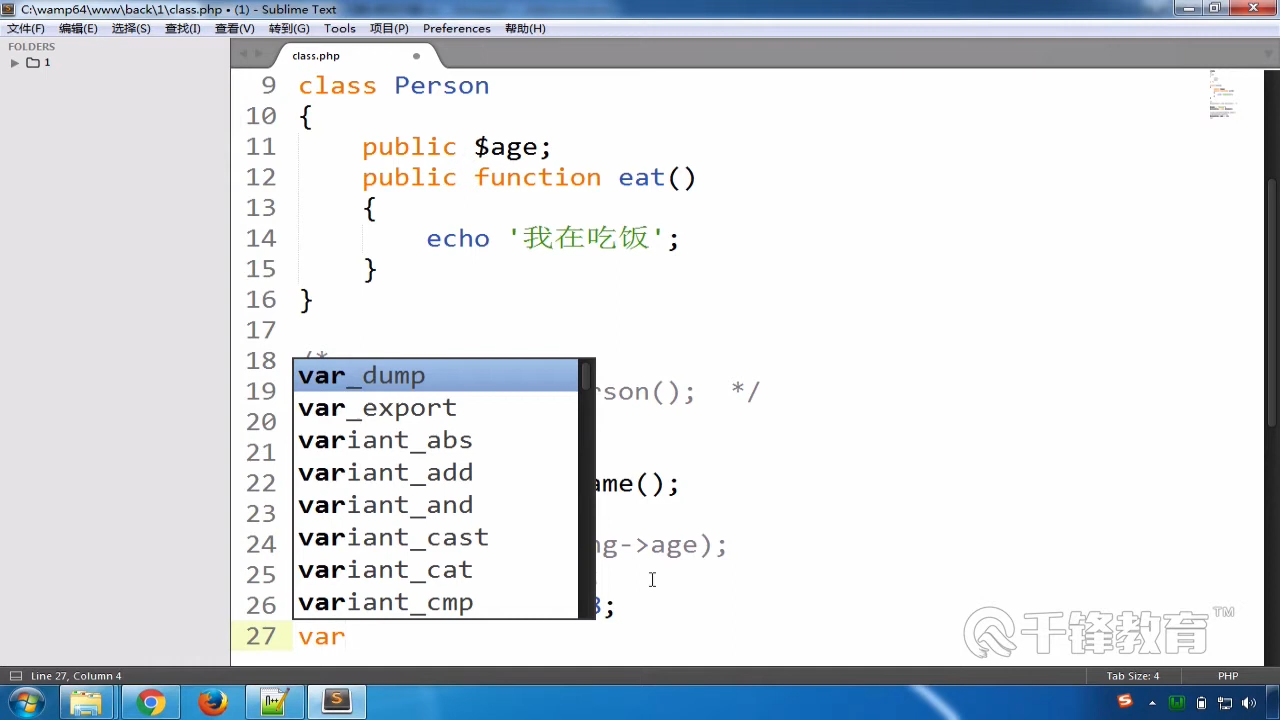 C:\wamp64\www\back\1\class.php • (1) - Sublime Text
文件(F) 编辑(E) 选择(S) 查找(I) 查看(V) 转到(G) Tools 项目(P) Preferences 帮助(H)
FOLDERS
1
class.php
9 class Person
10 {
11 public $age;
12 public function eat()
13 {
14 echo '我在吃饭';
15 }
16 }
17
18 /*
19 rson(); */
20
21
22 ame();
23
24 ng->age);
25
26 8;
27 var
var_dump
var_export
variant_abs
variant_add
variant_and
variant_cast
variant_cat
variant_cmp
千锋教育™
Line 27, Column 4
Tab Size: 4
PHP